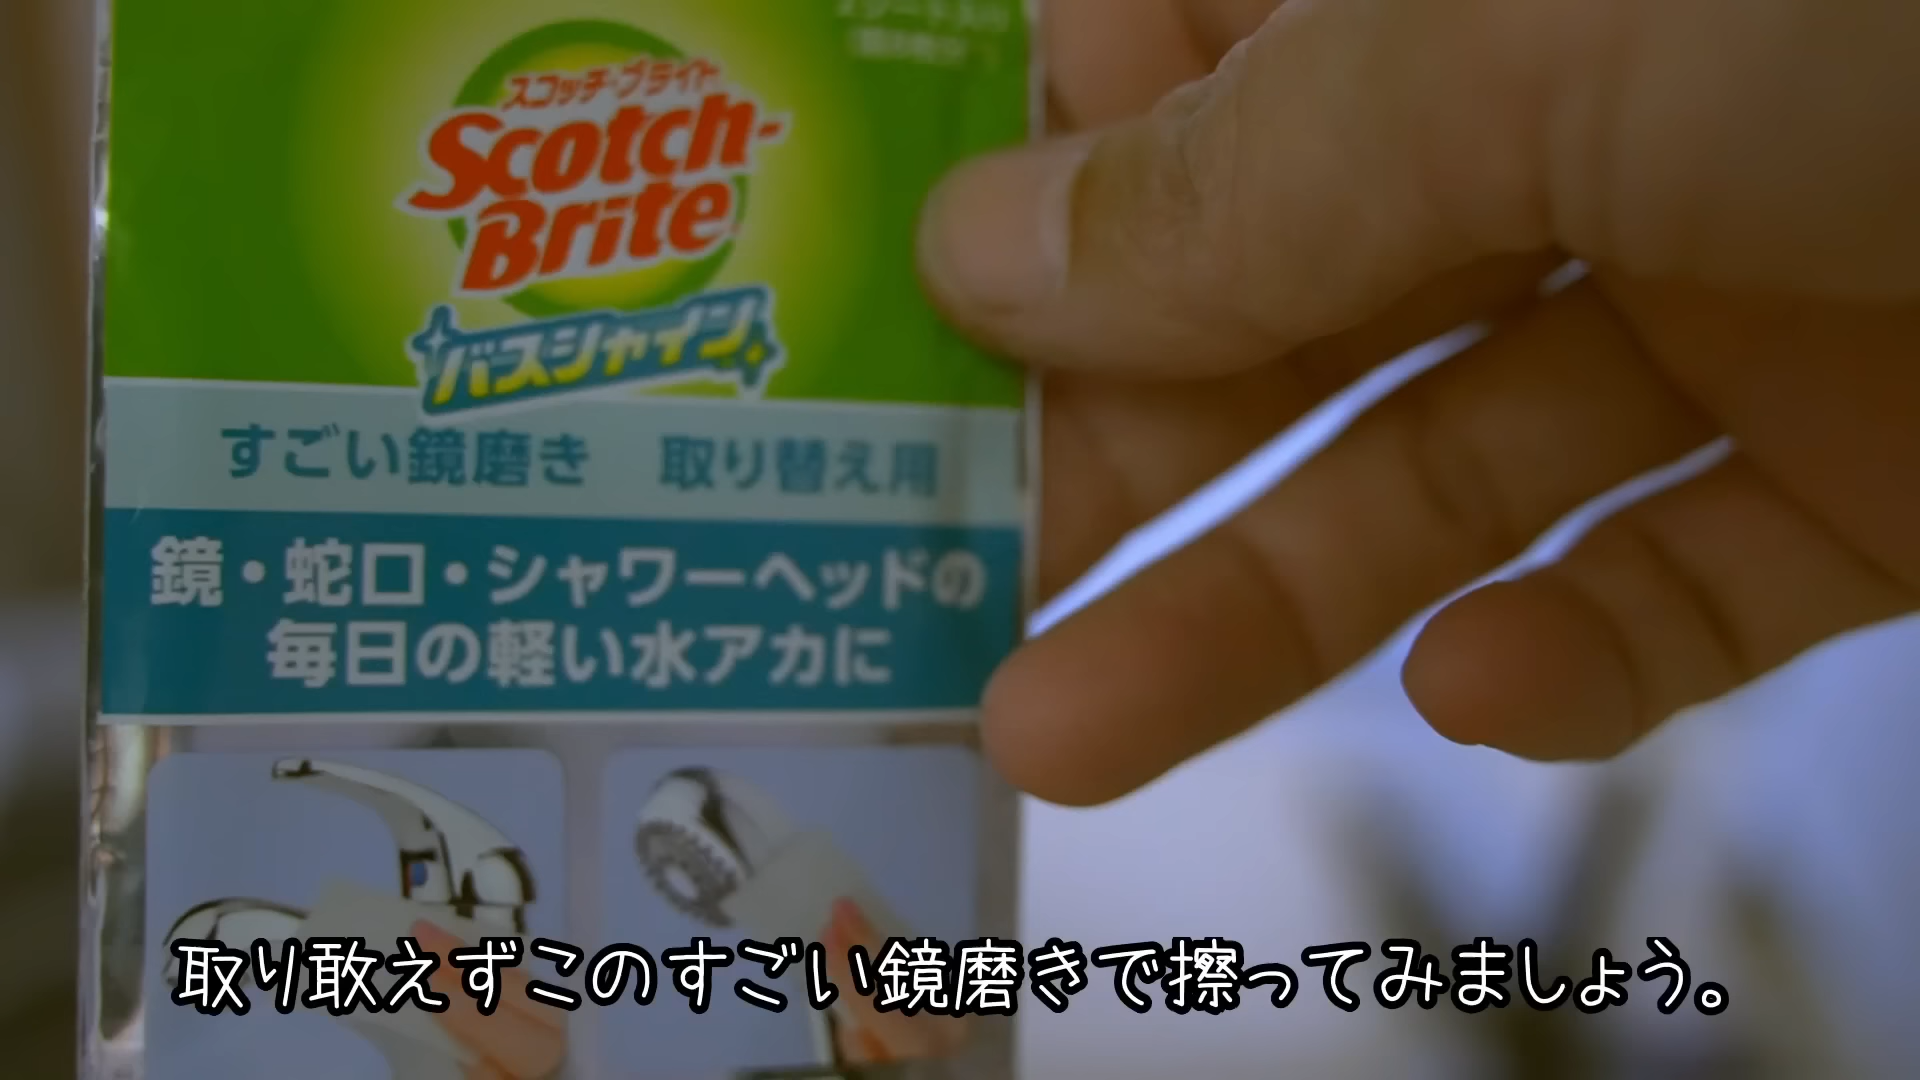 スコッチ・ブライト
Scotch-
Brite
バスシャイン
すごい鏡磨き 取り替え用
鏡・蛇口・シャワーヘッドの
毎日の軽い水アカに
取り敢えずこのすごい鏡磨きで擦ってみましょう。